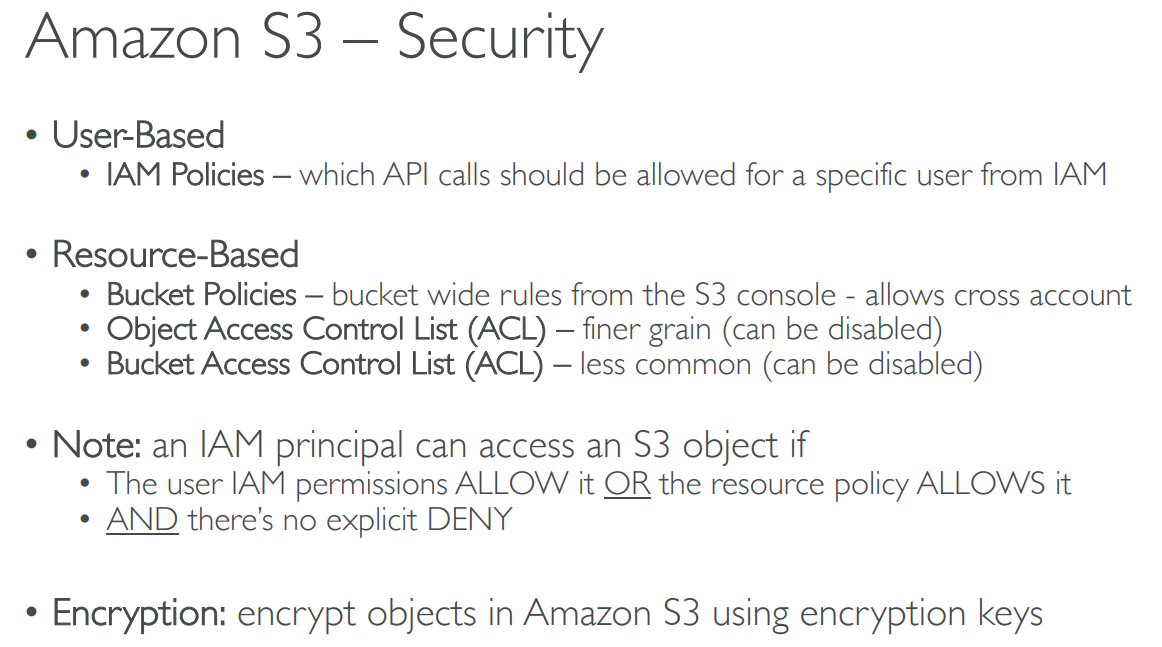 Amazon S3 – Security
• User-Based
• IAM Policies – which API calls should be allowed for a specific user from IAM
• Resource-Based
• Bucket Policies – bucket wide rules from the S3 console - allows cross account
• Object Access Control List (ACL) – finer grain (can be disabled)
• Bucket Access Control List (ACL) – less common (can be disabled)
• Note: an IAM principal can access an S3 object if
• The user IAM permissions ALLOW it OR the resource policy ALLOWS it
• AND there’s no explicit DENY
• Encryption: encrypt objects in Amazon S3 using encryption keys